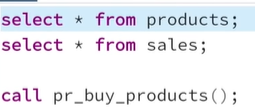 select * from products;
select * from sales;
call pr_buy_products();